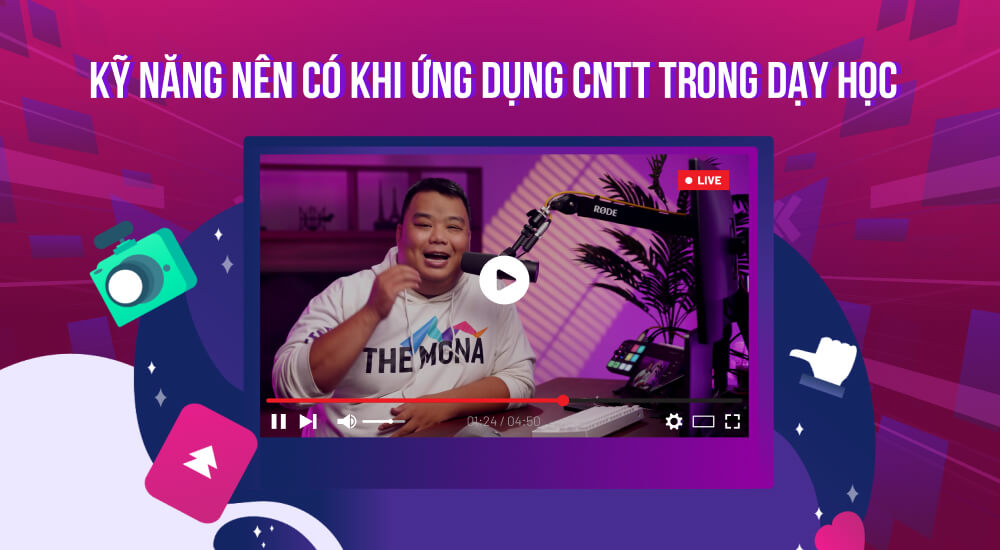 KỸ NĂNG NÊN CÓ KHI ỨNG DỤNG CNTT TRONG DẠY HỌC
LIVE
RØDE
THE MONA
01:24 / 04:50